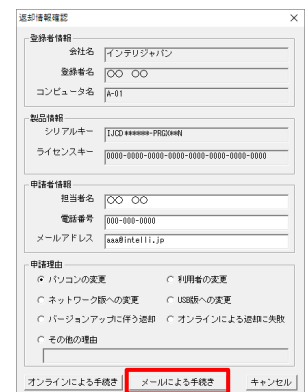 返却情報確認
登録者情報
会社名 インテリジャパン
登録者名 〇〇 〇〇
コンピュータ名 A-01
製品情報
シリアルキー IJCD******-PRGX**N
ライセンスキー 0000-0000-0000-0000-0000-0000-0000-0000
申請者情報
担当者名 〇〇 〇〇
電話番号 000-000-0000
メールアドレス aaa@intelli.jp
申請理由
パソコンの変更 利用者の変更
ネットワーク版への変更 USB版への変更
バージョンアップに伴う返却 オンラインによる返却に失敗
その他の理由
オンラインによる手続き メールによる手続き キャンセル